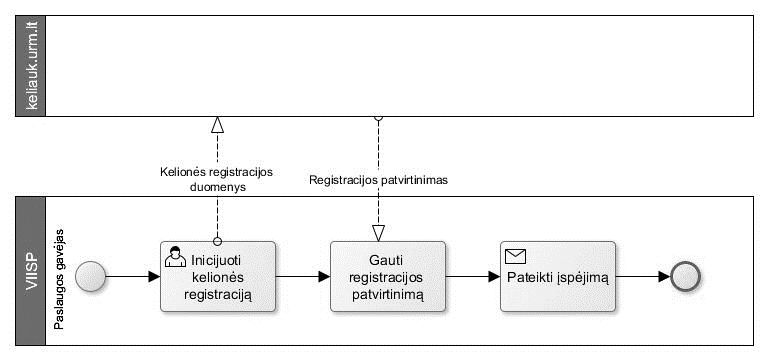 keliauk.urm.lt
Kelionės registracijos
duomenys
Registracijos patvirtinimas
VIISP
Paslaugos gavėjas
Inicijuoti
kelionės
registraciją
Gauti
registracijos
patvirtinimą
Pateikti įspėjimą